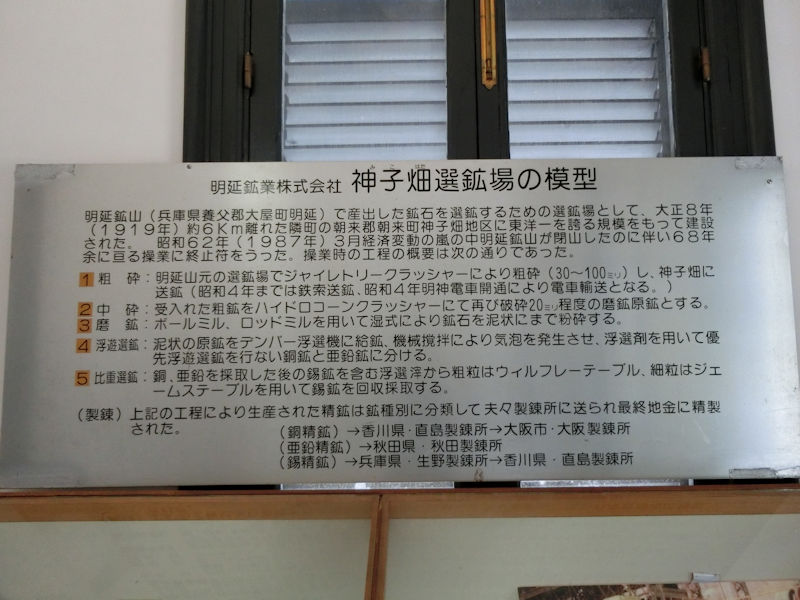 明延鉱業株式会社 神子畑選鉱場の模型
明延鉱山（兵庫県養父郡大屋町明延）で産出した鉱石を選鉱するための選鉱場として、大正８年
（１９１９年）約６Ｋｍ離れた隣町の朝来郡朝来町神子畑地区に東洋一を誇る規模をもって建設
された。 昭和６２年（１９８７年）３月経済変動の嵐の中明延鉱山が閉山したのに伴い６８年
余に亘る操業に終止符をうった。操業時の工程の概要は次の通りであった。
1 粗 砕：明延山元の選鉱場でジャイレトリークラッシャーにより粗砕（30～100ミリ）し、神子畑に
送鉱（昭和４年までは鉄索送鉱、昭和４年明神電車開通により電車輸送となる。）
2 中 砕：受入れた粗鉱をハイドロコーンクラッシャーにて再び破砕20ミリ程度の磨鉱原鉱とする。
3 磨 鉱：ボールミル、ロッドミルを用いて湿式により鉱石を泥状にまで粉砕する。
4 浮遊選鉱：泥状の原鉱をデンバー浮選機に給鉱、機械撹拌により気泡を発生させ、浮選剤を用いて優
先浮遊選鉱を行ない銅鉱と亜鉛鉱に分ける。
5 比重選鉱：銅、亜鉛を採取した後の錫鉱を含む浮選滓から粗粒はウィルフレーテーブル、細粒はジェ
ームステーブルを用いて錫鉱を回収採取する。
（製錬）上記の工程により生産された精鉱は鉱種別に分類して夫々製錬所に送られ最終地金に精製
された。
（銅精鉱）→香川県・直島製錬所→大阪市・大阪製錬所
（亜鉛精鉱）→秋田県・秋田製錬所
（錫精鉱）→兵庫県・生野製錬所→香川県・直島製錬所